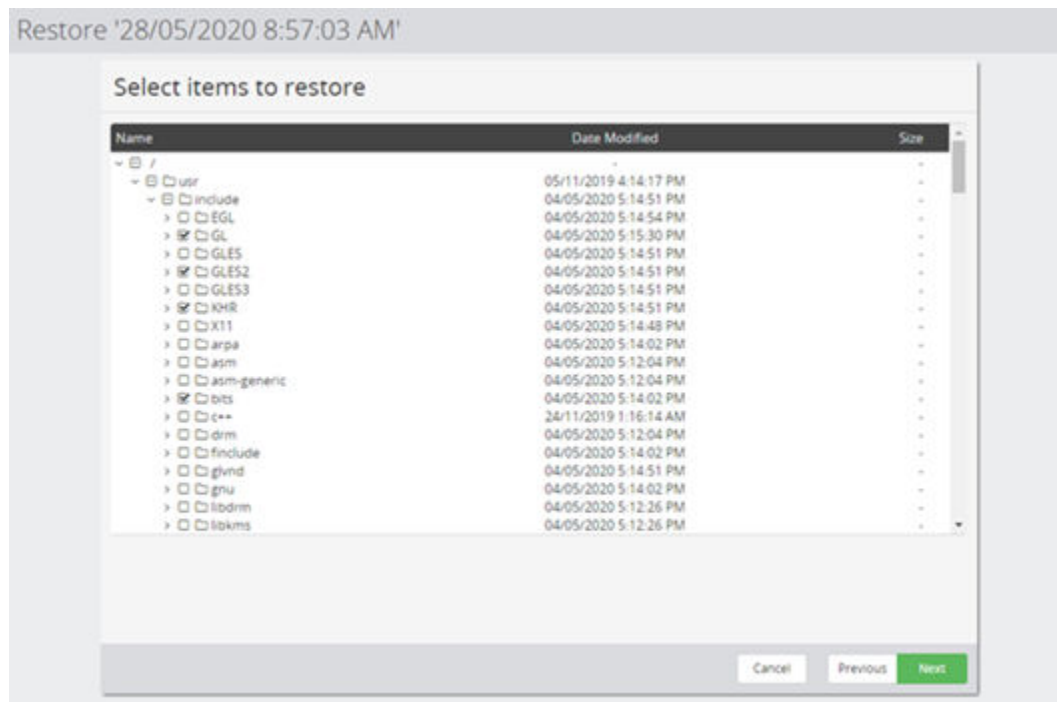 Restore '28/05/2020 8:57:03 AM'
Select items to restore
Name Date Modified Size
/ - -
usr 05/11/2019 4:14:17 PM -
include 04/05/2020 5:14:51 PM -
EGL 04/05/2020 5:14:54 PM -
GL 04/05/2020 5:15:30 PM -
GLES 04/05/2020 5:14:51 PM -
GLES2 04/05/2020 5:14:51 PM -
GLES3 04/05/2020 5:14:51 PM -
KHR 04/05/2020 5:14:51 PM -
X11 04/05/2020 5:14:48 PM -
arpa 04/05/2020 5:14:02 PM -
asm 04/05/2020 5:12:04 PM -
asm-generic 04/05/2020 5:12:04 PM -
bits 04/05/2020 5:14:02 PM -
c++ 24/11/2019 1:16:14 AM -
drm 04/05/2020 5:12:04 PM -
finclude 04/05/2020 5:14:02 PM -
glvnd 04/05/2020 5:14:51 PM -
gnu 04/05/2020 5:14:02 PM -
libdrm 04/05/2020 5:12:26 PM -
libkms 04/05/2020 5:12:26 PM -
Cancel Previous Next